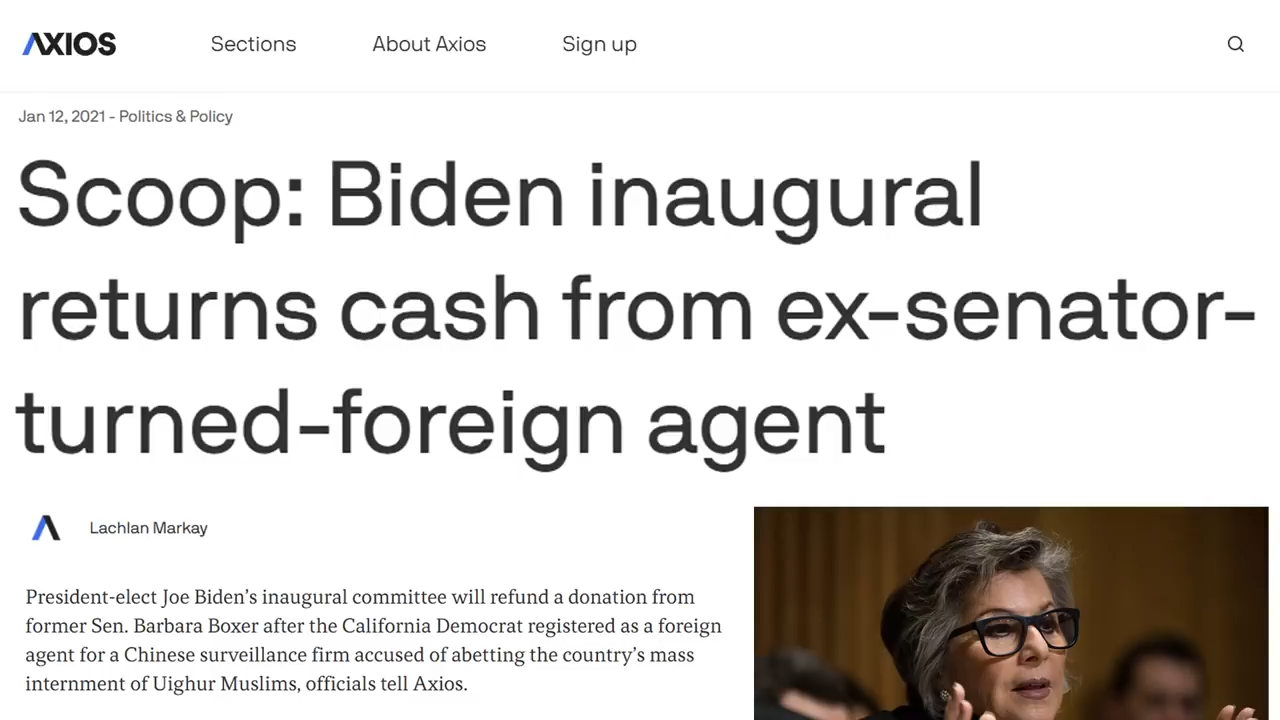 AXIOS
Sections
About Axios
Sign up
Jan 12, 2021 - Politics & Policy
Scoop: Biden inaugural
returns cash from ex-senator-
turned-foreign agent
Lachlan Markay
President-elect Joe Biden’s inaugural committee will refund a donation from
former Sen. Barbara Boxer after the California Democrat registered as a foreign
agent for a Chinese surveillance firm accused of abetting the country’s mass
internment of Uighur Muslims, officials tell Axios.